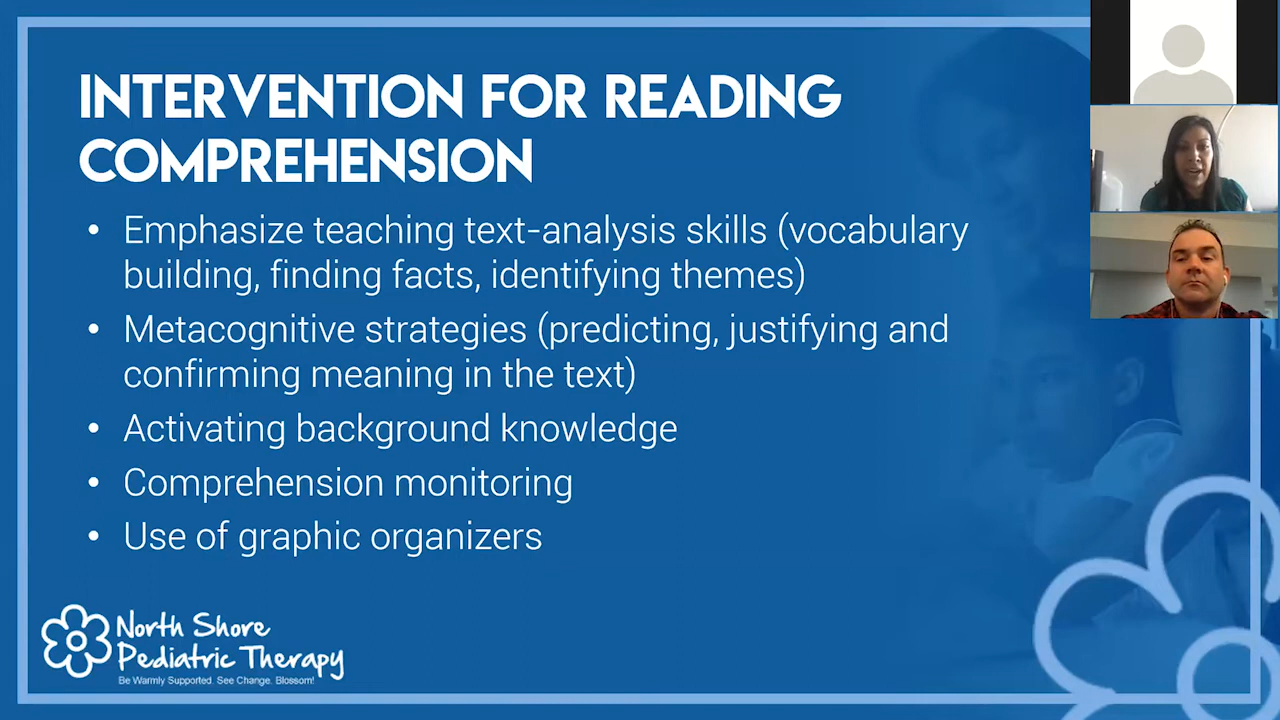 INTERVENTION FOR READING
COMPREHENSION
• Emphasize teaching text-analysis skills (vocabulary
building, finding facts, identifying themes)
• Metacognitive strategies (predicting, justifying and
confirming meaning in the text)
• Activating background knowledge
• Comprehension monitoring
• Use of graphic organizers
North Shore
Pediatric Therapy
Be Warmly Supported. See Change. Blossom!